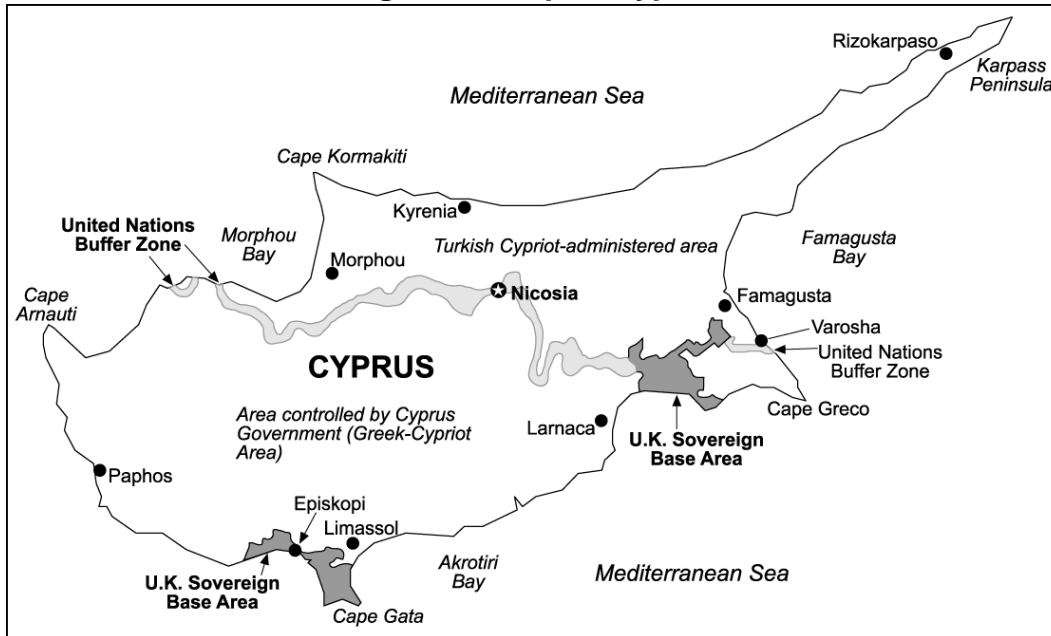 Rizokarpaso
Karpass
Peninsula
Mediterranean Sea
Cape Kormakiti
Kyrenia
United Nations
Buffer Zone
Morphou
Bay
Turkish Cypriot-administered area
Famagusta
Bay
Morphou
Cape
Arnauti
Nicosia
Famagusta
Varosha
United Nations
Buffer Zone
CYPRUS
Cape Greco
Area controlled by Cyprus
Government (Greek-Cypriot
Area)
Larnaca
U.K. Sovereign
Base Area
Paphos
Episkopi
Limassol
Akrotiri
Bay
Mediterranean Sea
U.K. Sovereign
Base Area
Cape Gata